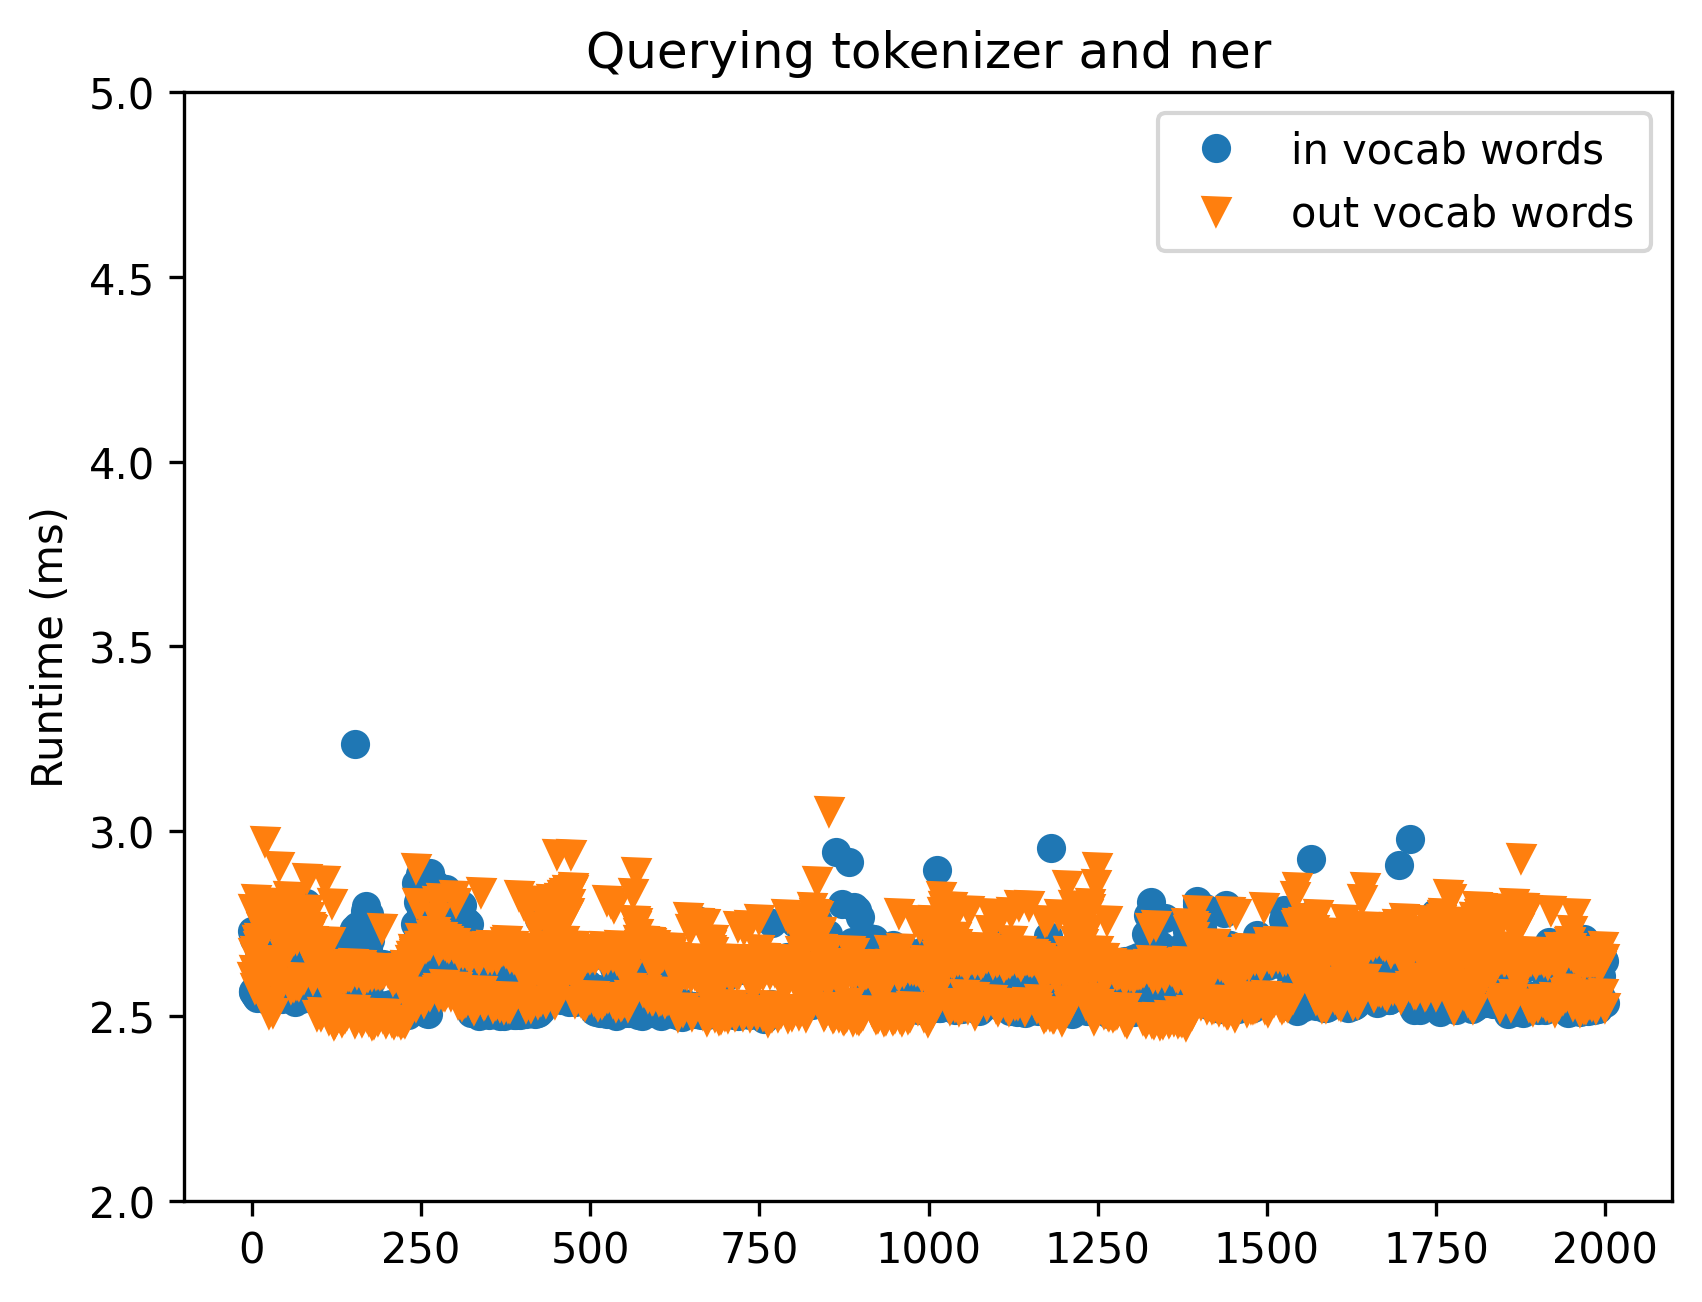 Querying tokenizer and ner
in vocab words
out vocab words
Runtime (ms)
5.0
4.5
4.0
3.5
3.0
2.5
2.0
0 250 500 750 1000 1250 1500 1750 2000